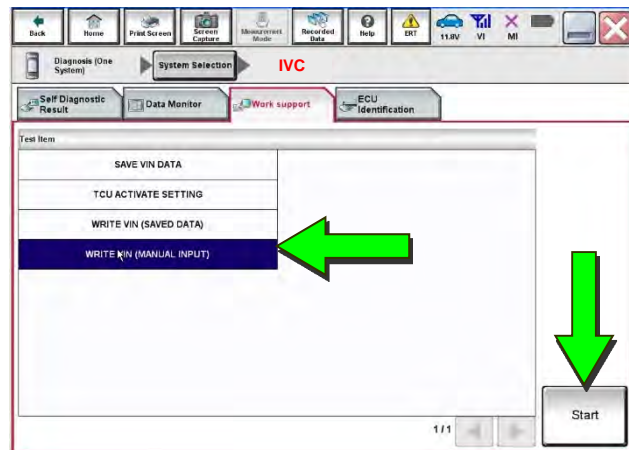 Back
Home
Print Screen
Screen Capture
Measurement Mode
Recorded Data
Help
ERT
11.8V
VI
MI
Diagnosis (One System)
System Selection
IVC
Self Diagnostic Result
Data Monitor
Work support
ECU Identification
Test Item
SAVE VIN DATA
TCU ACTIVATE SETTING
WRITE VIN (SAVED DATA)
WRITE VIN (MANUAL INPUT)
1/1
Start